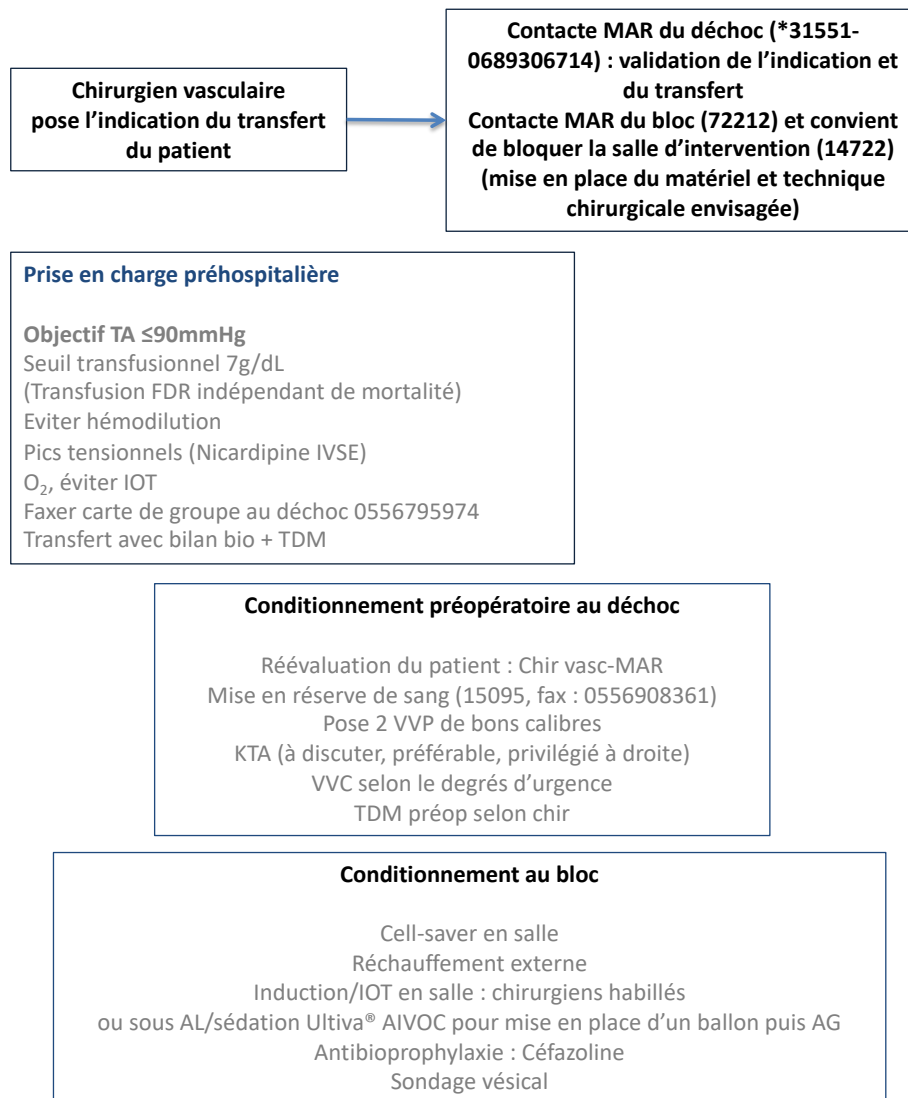 Chirurgien vasculaire
pose l'indication du transfert
du patient
Contacte MAR du déchoc (*31551-
0689306714) : validation de l'indication et
du transfert
Contacte MAR du bloc (72212) et convient
de bloquer la salle d'intervention (14722)
(mise en place du matériel et technique
chirurgicale envisagée)
Prise en charge préhospitalière
Objectif TA ≤90mmHg
Seuil transfusionnel 7g/dL
(Transfusion FDR indépendant de mortalité)
Eviter hémodilution
Pics tensionnels (Nicardipine IVSE)
O₂, éviter IOT
Faxer carte de groupe au déchoc 0556795974
Transfert avec bilan bio + TDM
Conditionnement préopératoire au déchoc
Réévaluation du patient : Chir vasc-MAR
Mise en réserve de sang (15095, fax : 0556908361)
Pose 2 VVP de bons calibres
KTA (à discuter, préférable, privilégié à droite)
VVC selon le degrés d'urgence
TDM préop selon chir
Conditionnement au bloc
Cell-saver en salle
Réchauffement externe
Induction/IOT en salle : chirurgiens habillés
ou sous AL/sédation Ultiva® AIVOC pour mise en place d'un ballon puis AG
Antibioprophylaxie : Céfazoline
Sondage vésical